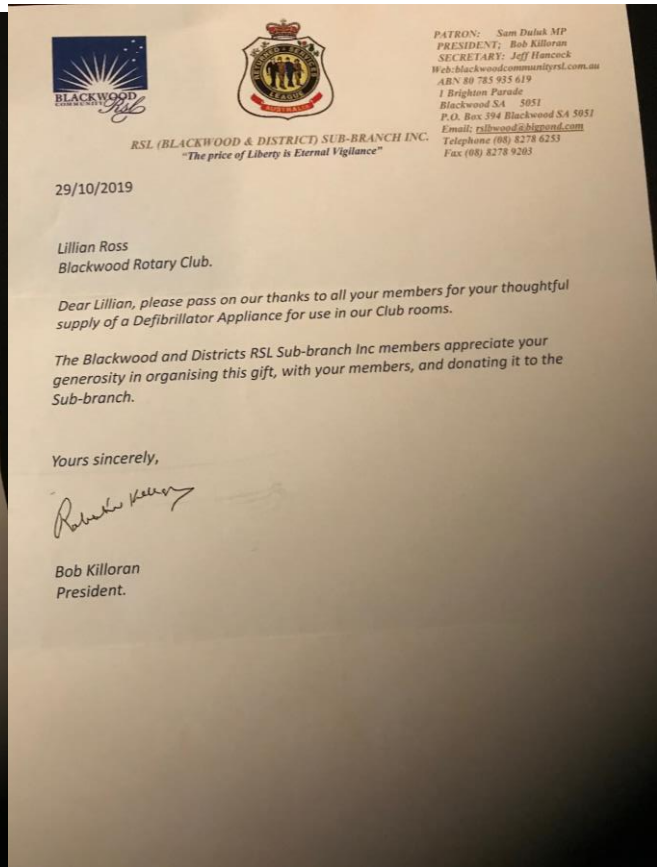 BLACKWOOD
COMMUNITY Rsl
RETURNED & SERVICES
LEAGUE
AUSTRALIA
PATRON: Sam Duluk MP
PRESIDENT; Bob Killoran
SECRETARY: Jeff Hancock
Web:blackwoodcommunityrsl.com.au
ABN 80 785 935 619
1 Brighton Parade
Blackwood SA 5051
P.O. Box 394 Blackwood SA 5051
Email: rslbwood@bigpond.com
Telephone (08) 8278 6253
Fax (08) 8278 9203
RSL (BLACKWOOD & DISTRICT) SUB-BRANCH INC.
"The price of Liberty is Eternal Vigilance"
29/10/2019
Lillian Ross
Blackwood Rotary Club.
Dear Lillian, please pass on our thanks to all your members for your thoughtful
supply of a Defibrillator Appliance for use in our Club rooms.
The Blackwood and Districts RSL Sub-branch Inc members appreciate your
generosity in organising this gift, with your members, and donating it to the
Sub-branch.
Yours sincerely,
Bob Killoran
President.